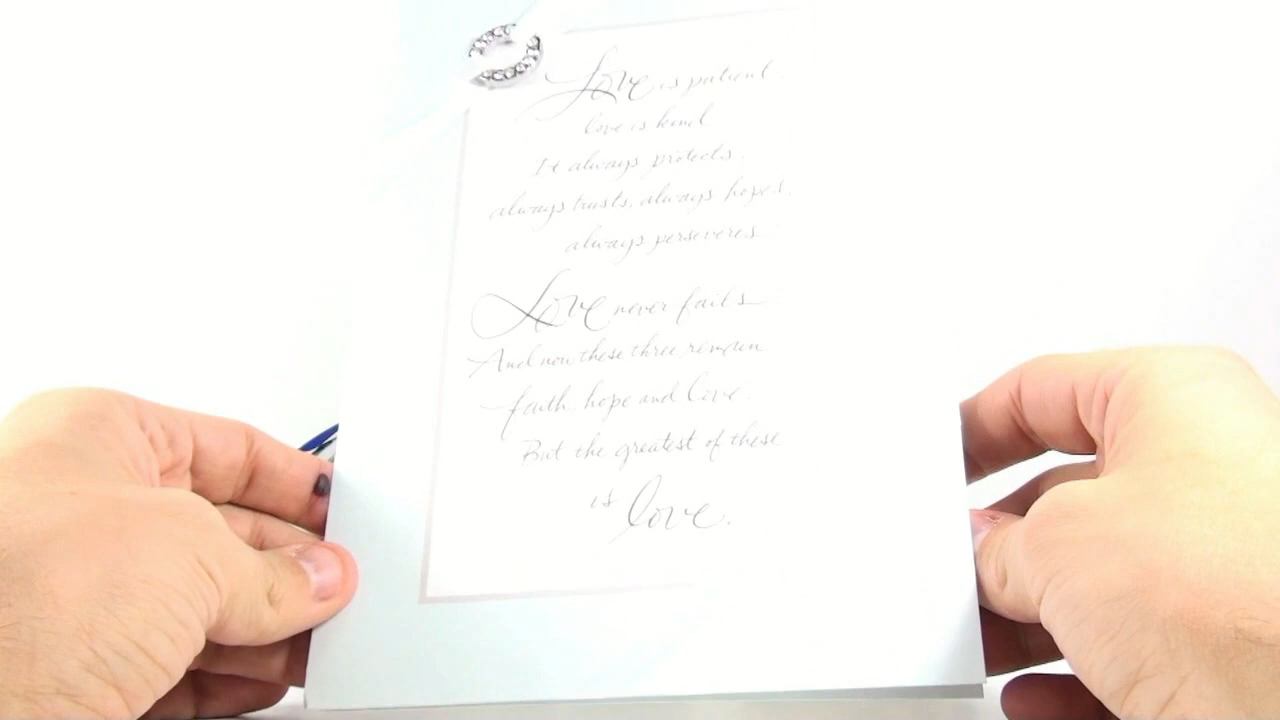 Love is patient,
love is kind
It always protects,
always trusts, always hopes,
always perseveres.
Love never fails
And now these three remain
faith, hope and love.
But the greatest of these
is love.